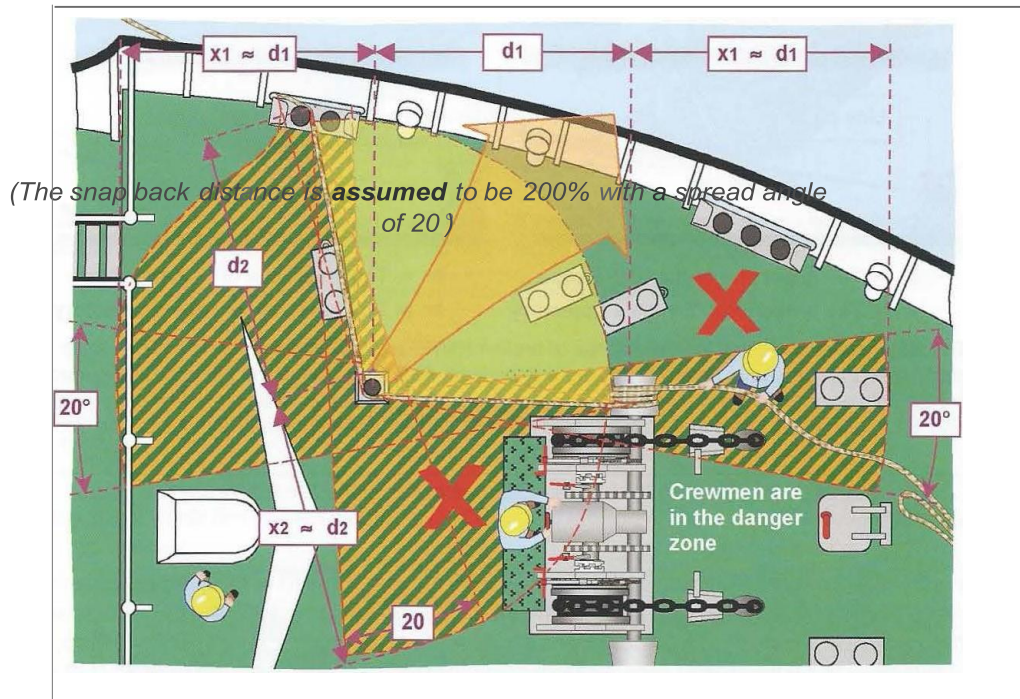 x1 ≈ d1
d1
x1 ≈ d1
(The snap back distance is assumed to be 200% with a spread angle
of 20°)
d2
20°
20°
Crewmen are
in the danger
zone
x2 ≈ d2
20